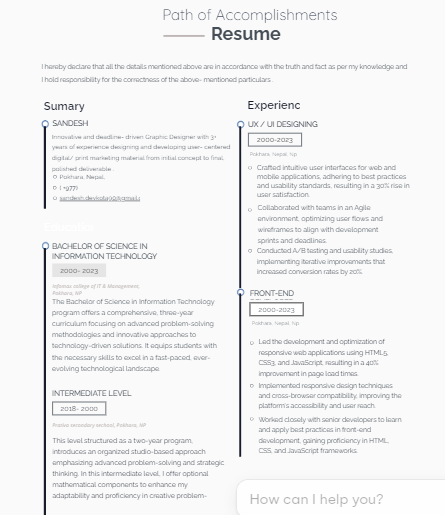 Path of Accomplishments
Resume
I hereby declare that all the details mentioned above are in accordance with the truth and fact as per my knowledge and
I hold responsibility for the correctness of the above- mentioned particulars
Sumary
SANDESH
Innovative and deadline- driven Graphic Designer with 3+
years of experience designing and developing user- centered
digital/ print marketing material from initial concept to final,
polished deliverable .
Pokhara, Nepal,
(+977)
BACHELOR OF SCIENCE IN
INFORMATION TECHNOLOGY
2000- 2023
Informatics college of IT & Management,
Pokhara, NP
The Bachelor of Science in Information Technology
program offers a comprehensive, three-year
curriculum focusing on advanced problem-solving
methodologies and innovative approaches to
technology-driven solutions. It equips students with
the necessary skills to excel in a fast-paced, ever-
evolving technological landscape.
INTERMEDIATE LEVEL
2018- 2000
secondary school, Pokhara, NP
This level structured as a two-year program,
introduces an organized studio-based approach
emphasizing advanced problem-solving and strategic
thinking. In this intermediate level, I offer optional
mathematical components to enhance my
adaptability and proficiency in creative problem-
Experienc
UX / UI DESIGNING
2000-2023
Pokhara, Nepal, Np
Crafted intuitive user interfaces for web and
mobile applications, adhering to best practices
and usability standards, resulting in a 30% rise in
user satisfaction.
Collaborated with teams in an Agile
environment, optimizing user flows and
wireframes to align with development
sprints and deadlines.
Conducted A/B testing and usability studies,
implementing iterative improvements that
increased conversion rates by 20%.
FRONT-END
2000-2023
Pokhara, Nepal, Np
Led the development and optimization of
responsive web applications using HTML5,
CSS3, and JavaScript, resulting in a 40%
improvement in page load times.
Implemented responsive design techniques
and cross-browser compatibility, improving the
platform's accessibility and user reach.
Worked closely with senior developers to learn
and apply best practices in front-end
development, gaining proficiency in HTML,
CSS, and JavaScript frameworks.
How can I help you?